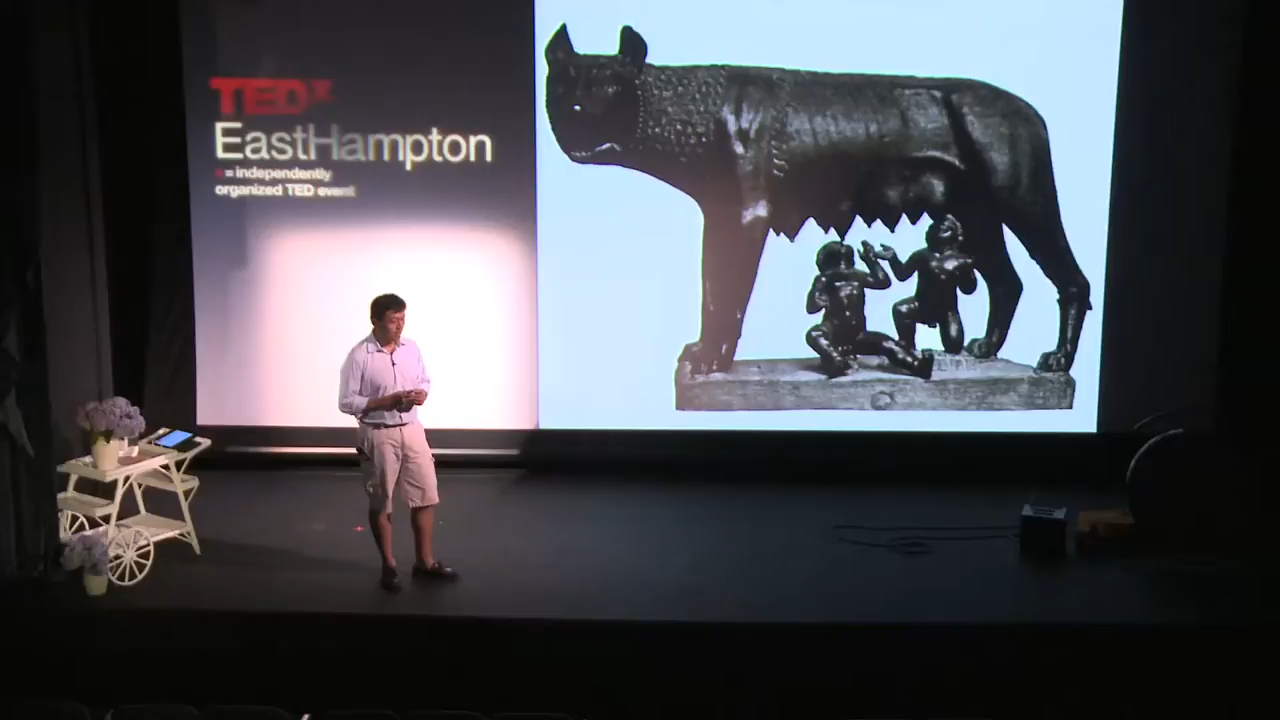 TEDx
EastHampton
x = independently
organized TED event